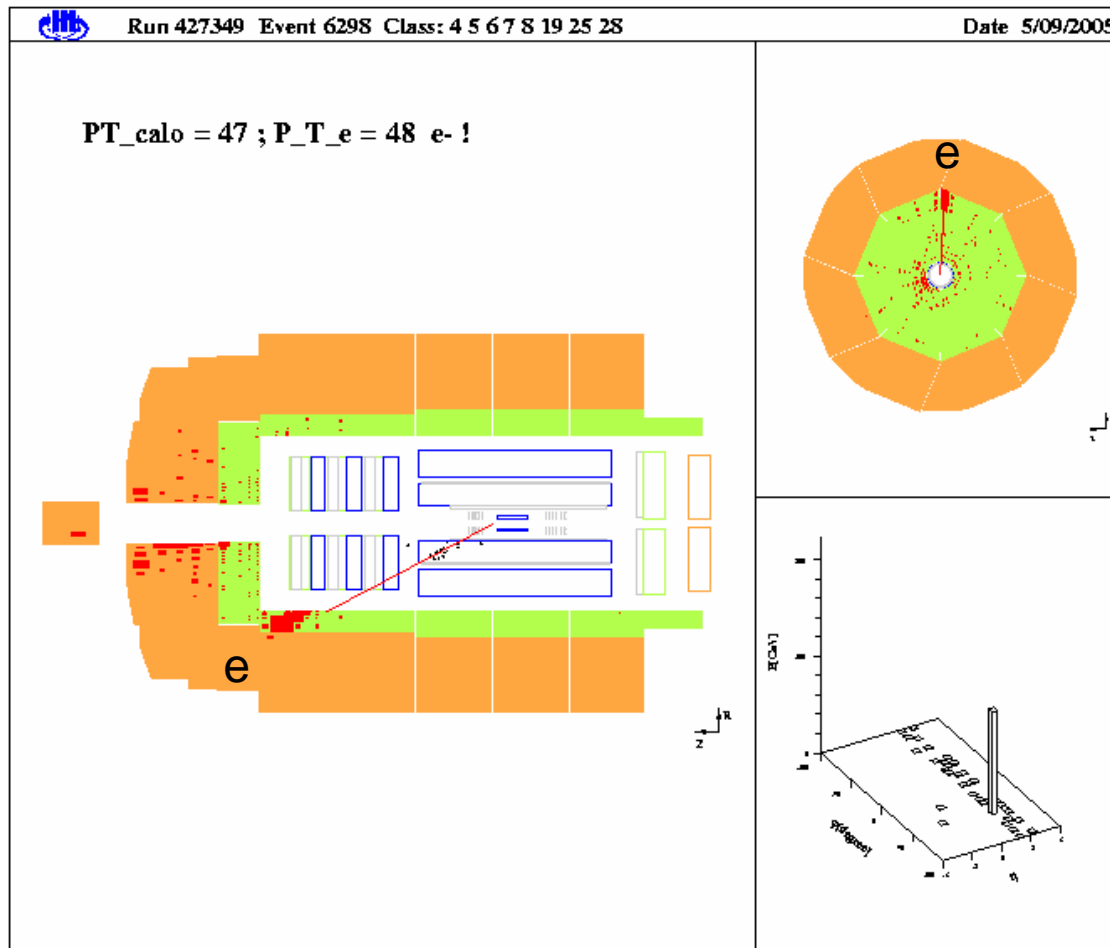 Run 427349 Event 6298 Class: 4 5 6 7 8 19 25 28 Date 5/09/2005
PT_calo = 47 ; P_T_e = 48 e- !
e
e
R
Z
E[GeV]